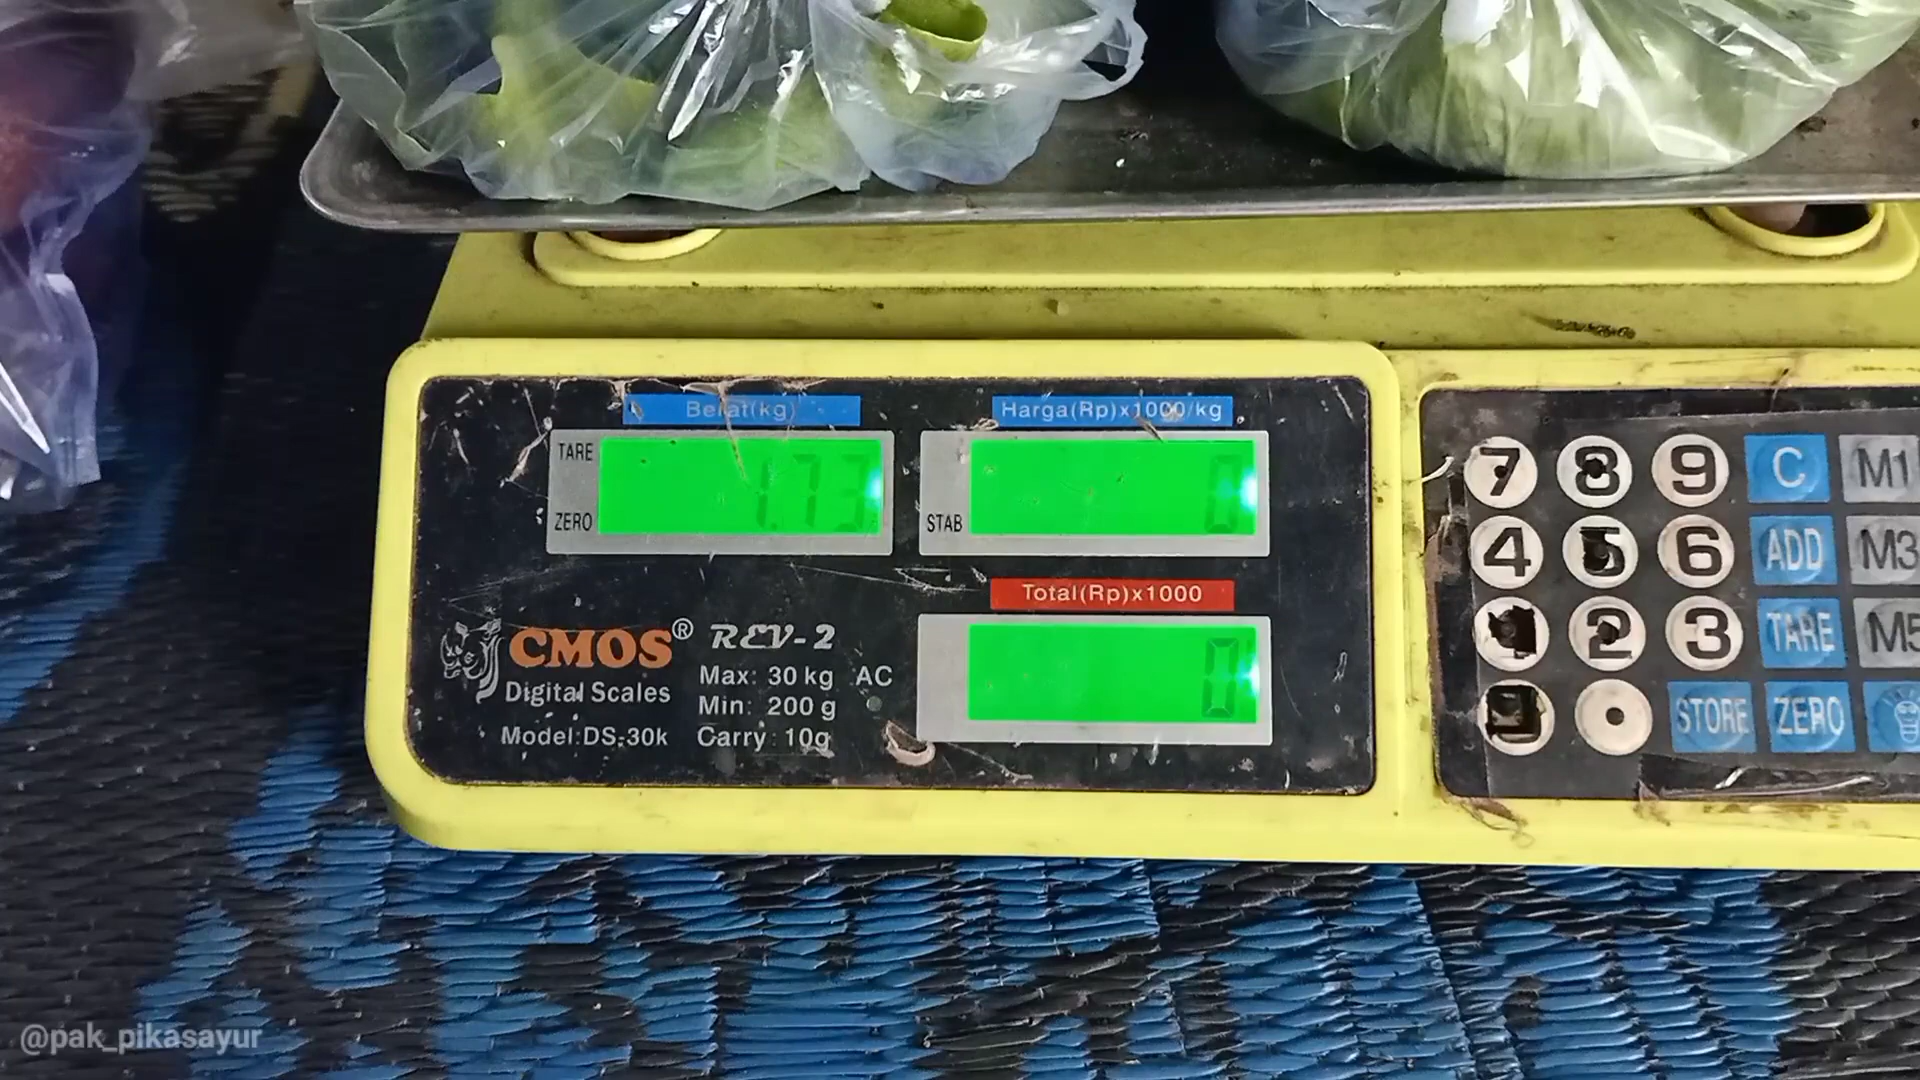 Berat(kg)
Harga(Rp)x1000/kg
TARE
ZERO
1.73
STAB
0
Total(Rp)x1000
0
CMOS® REV-2
Digital Scales
Model:DS-30k
Max: 30 kg AC
Min: 200 g
Carry: 10g
7 8 9 C M1
4 5 6 ADD M3
2 3 TARE M5
. STORE ZERO
@pak_pikasayur